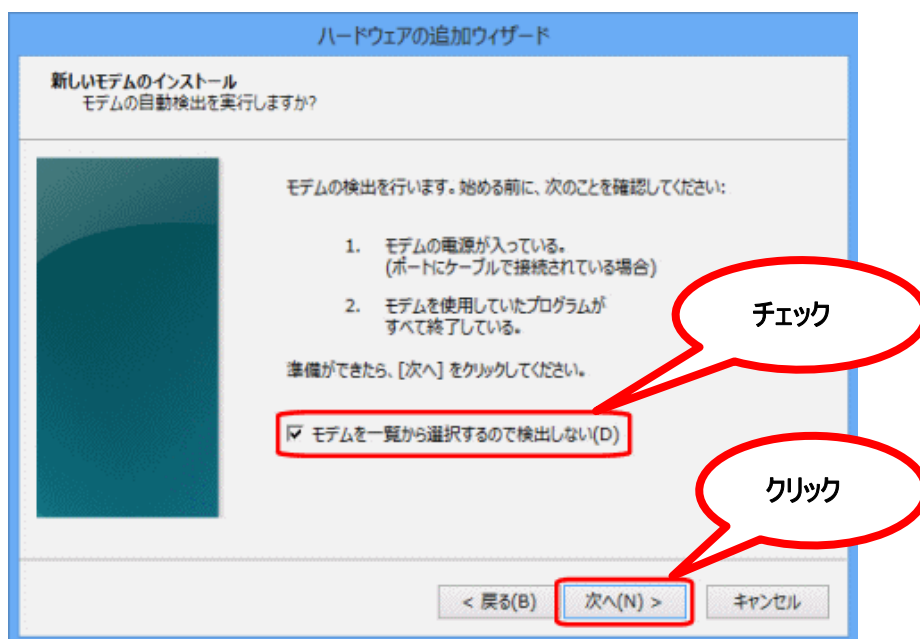 ハードウェアの追加ウィザード
新しいモデムのインストール
モデムの自動検出を実行しますか?
モデムの検出を行います。始める前に、次のことを確認してください:
1. モデムの電源が入っている。
(ポートにケーブルで接続されている場合)
2. モデムを使用していたプログラムが
すべて終了している。
チェック
準備ができたら、[次へ] をクリックしてください。
モデムを一覧から選択するので検出しない(D)
クリック
< 戻る(B) 次へ(N) > キャンセル